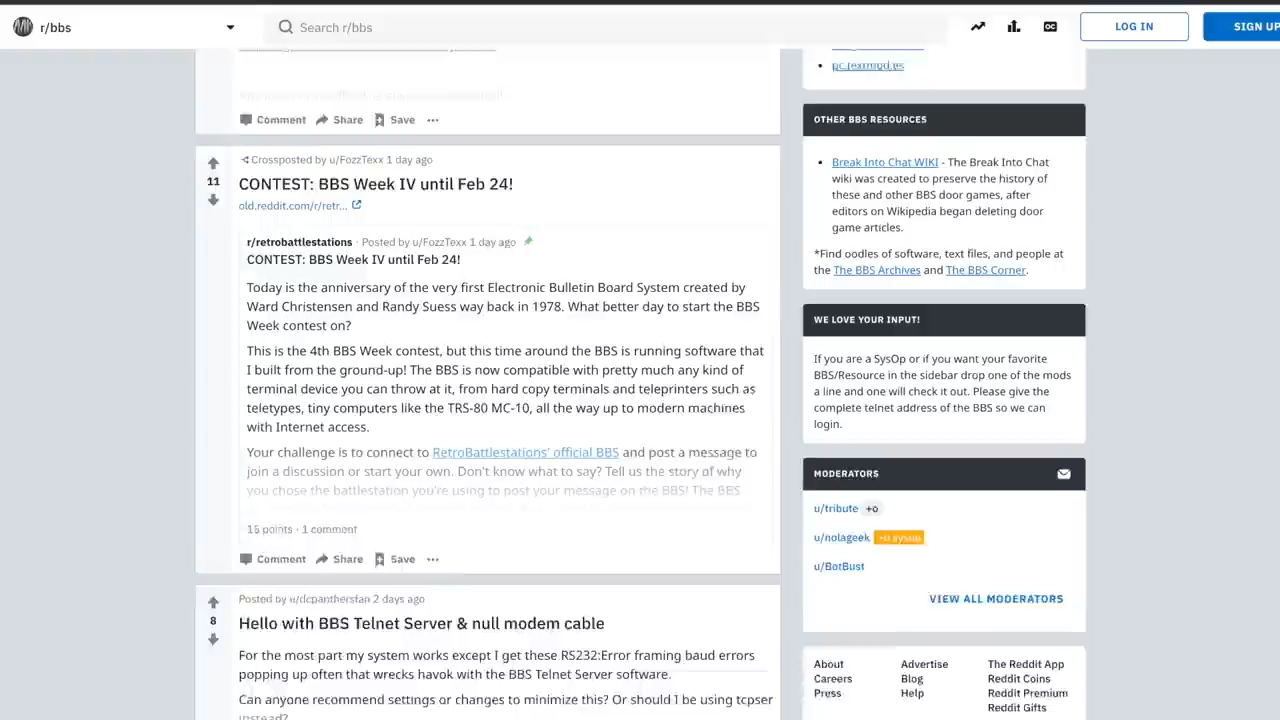 r/bbs
Search r/bbs
LOG IN
SIGN UP
Comment Share Save
11
Crossposted by u/FozzTexx 1 day ago
CONTEST: BBS Week IV until Feb 24!
old.reddit.com/r/retr...
r/retrobattlestations · Posted by u/FozzTexx 1 day ago
CONTEST: BBS Week IV until Feb 24!
Today is the anniversary of the very first Electronic Bulletin Board System created by
Ward Christensen and Randy Suess way back in 1978. What better day to start the BBS
Week contest on?
This is the 4th BBS Week contest, but this time around the BBS is running software that
I built from the ground-up! The BBS is now compatible with pretty much any kind of
terminal device you can throw at it, from hard copy terminals and teleprinters such as
teletypes, tiny computers like the TRS-80 MC-10, all the way up to modern machines
with Internet access.
Your challenge is to connect to RetroBattlestations' official BBS and post a message to
join a discussion or start your own. Don't know what to say? Tell us the story of why
you chose the battlestation you're using to post your message on the BBS! The BBS
15 points · 1 comment
Comment Share Save
8
Posted by u/dcpanthersfan 2 days ago
Hello with BBS Telnet Server & null modem cable
For the most part my system works except I get these RS232:Error framing baud errors
popping up often that wrecks havok with the BBS Telnet Server software.
Can anyone recommend settings or changes to minimize this? Or should I be using tcpser
instead?
OTHER BBS RESOURCES
Break Into Chat WIKI - The Break Into Chat
wiki was created to preserve the history of
these and other BBS door games, after
editors on Wikipedia began deleting door
game articles.
*Find oodles of software, text files, and people at
the The BBS Archives and The BBS Corner.
WE LOVE YOUR INPUT!
If you are a SysOp or if you want your favorite
BBS/Resource in the sidebar drop one of the mods
a line and one will check it out. Please give the
complete telnet address of the BBS so we can
login.
MODERATORS
u/tribute +o
u/nolageek +o sysop
u/BotBust
VIEW ALL MODERATORS
About Advertise The Reddit App
Careers Blog Reddit Coins
Press Help Reddit Premium
Reddit Gifts